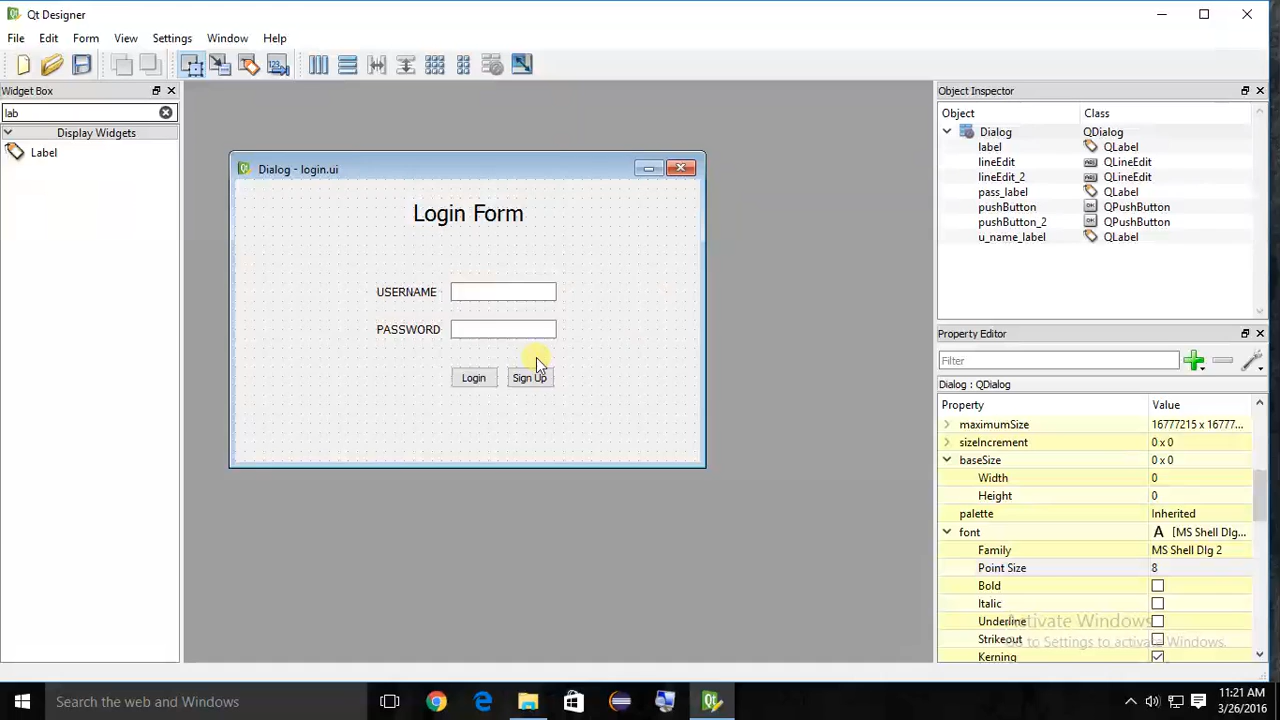 Qt Designer
File Edit Form View Settings Window Help
Widget Box
lab
Display Widgets
Label
Qt Dialog - login.ui
Login Form
USERNAME
PASSWORD
Login Sign Up
Object Inspector
Object Class
Dialog QDialog
label QLabel
lineEdit QLineEdit
lineEdit_2 QLineEdit
pass_label QLabel
pushButton QPushButton
pushButton_2 QPushButton
u_name_label QLabel
Property Editor
Filter
Dialog : QDialog
Property Value
maximumSize 16777215 x 16777...
sizeIncrement 0 x 0
baseSize 0 x 0
Width 0
Height 0
palette Inherited
font A [MS Shell Dlg...
Family MS Shell Dlg 2
Point Size 8
Bold
Italic
Underline
Strikeout
Kerning
Activate Windows
Go to Settings to activate Windows.
Search the web and Windows
11:21 AM
3/26/2016